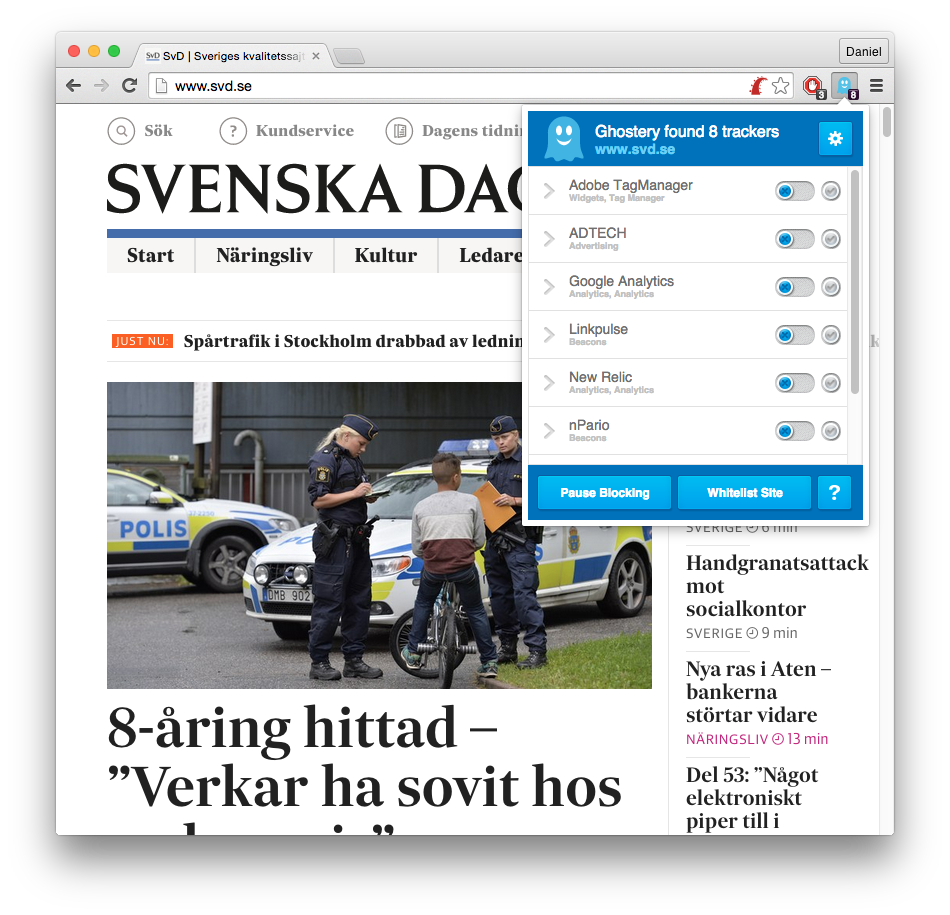 SvD SvD | Sveriges kvalitetssajt
Daniel
www.svd.se
3
8
Sök
Kundservice
Dagens tidni
SVENSKA DAG
Start
Näringsliv
Kultur
Ledare
JUST NU:
Spårtrafik i Stockholm drabbad av lednin
POLIS
DMB 902
8-åring hittad –
”Verkar ha sovit hos
Ghostery found 8 trackers
www.svd.se
Adobe TagManager
Widgets, Tag Manager
ADTECH
Advertising
Google Analytics
Analytics, Analytics
Linkpulse
Beacons
New Relic
Analytics, Analytics
nPario
Beacons
Pause Blocking
Whitelist Site
?
SVERIGE 6 min
Handgranatsattack
mot
socialkontor
SVERIGE 9 min
Nya ras i Aten –
bankerna
störtar vidare
NÄRINGSLIV 13 min
Del 53: ”Något
elektroniskt
piper till i